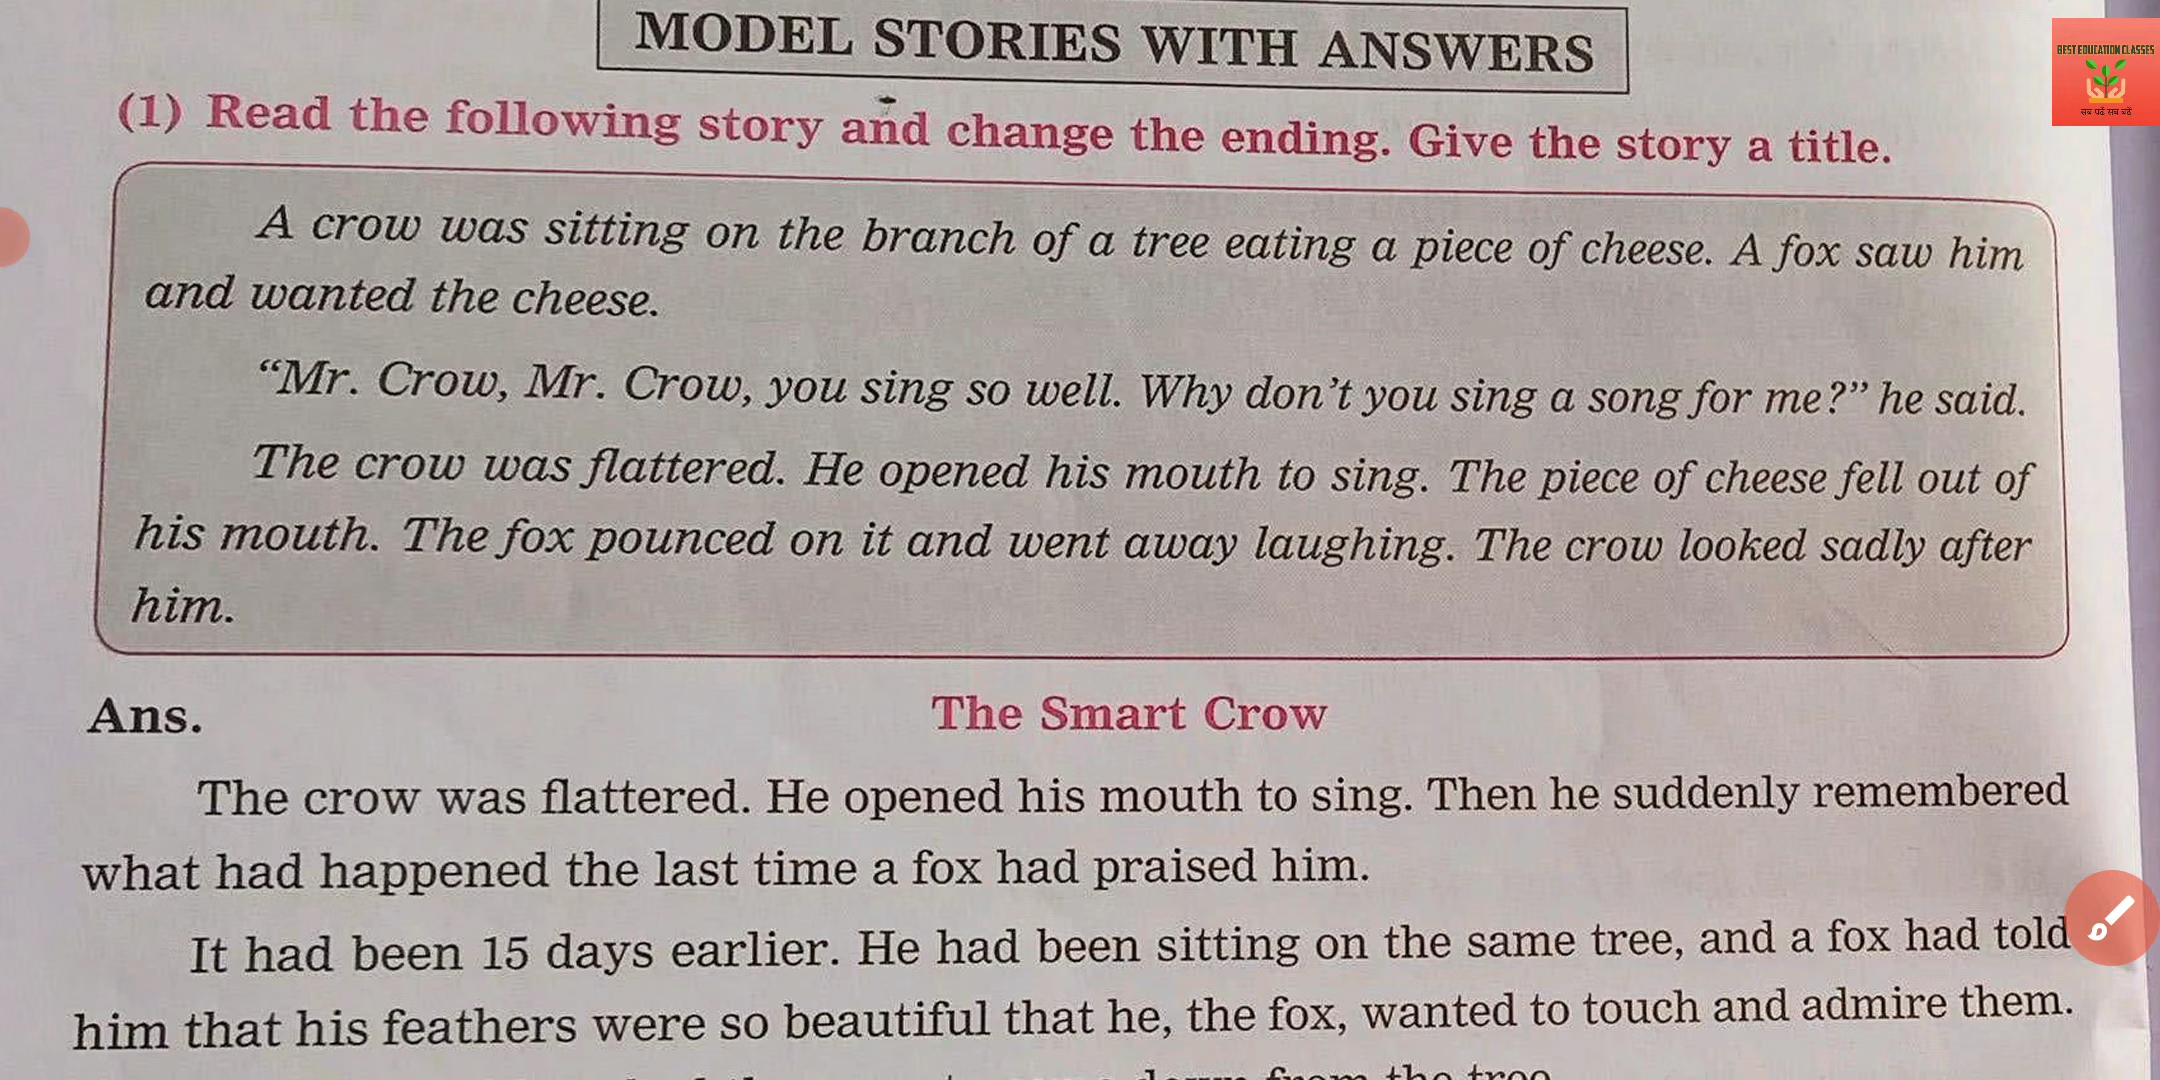 MODEL STORIES WITH ANSWERS
BEST EDUCATION CLASSES
सब पढ़ें सब बढ़ें
(1) Read the following story and change the ending. Give the story a title.
A crow was sitting on the branch of a tree eating a piece of cheese. A fox saw him
and wanted the cheese.
“Mr. Crow, Mr. Crow, you sing so well. Why don’t you sing a song for me?” he said.
The crow was flattered. He opened his mouth to sing. The piece of cheese fell out of
his mouth. The fox pounced on it and went away laughing. The crow looked sadly after
him.
Ans.
The Smart Crow
The crow was flattered. He opened his mouth to sing. Then he suddenly remembered
what had happened the last time a fox had praised him.
It had been 15 days earlier. He had been sitting on the same tree, and a fox had told
him that his feathers were so beautiful that he, the fox, wanted to touch and admire them.
down from the tree